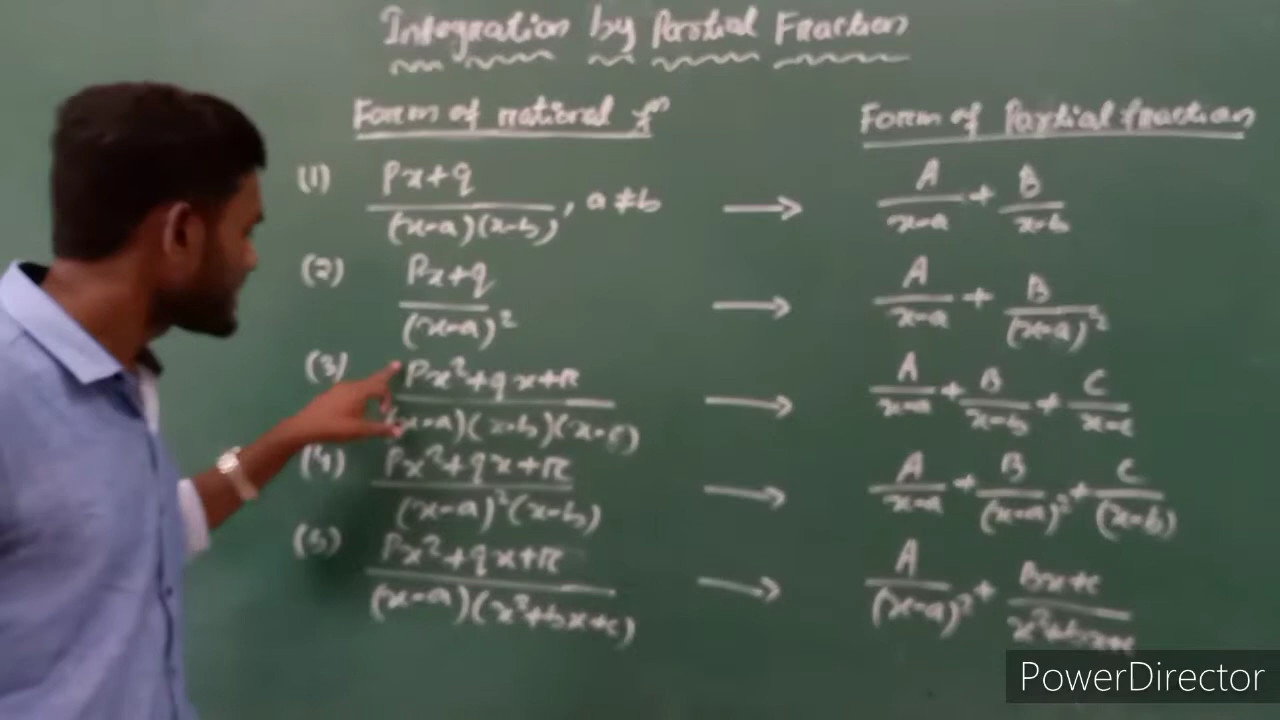 Integration by Partial Fraction
Form of rational fⁿ Form of Partial fraction
(1) Px+q / (x-a)(x-b), a≠b → A/(x-a) + B/(x-b)
(2) Px+q / (x-a)² → A/(x-a) + B/(x-a)²
(3) Px²+qx+r / (x-a)(x-b)(x-c) → A/(x-a) + B/(x-b) + C/(x-c)
(4) Px²+qx+r / (x-a)²(x-b) → A/(x-a) + B/(x-a)² + C/(x-b)
(5) Px²+qx+r / (x-a)(x²+bx+c) → A/(x-a)² + Bx+c / x²+bx+c
PowerDirector